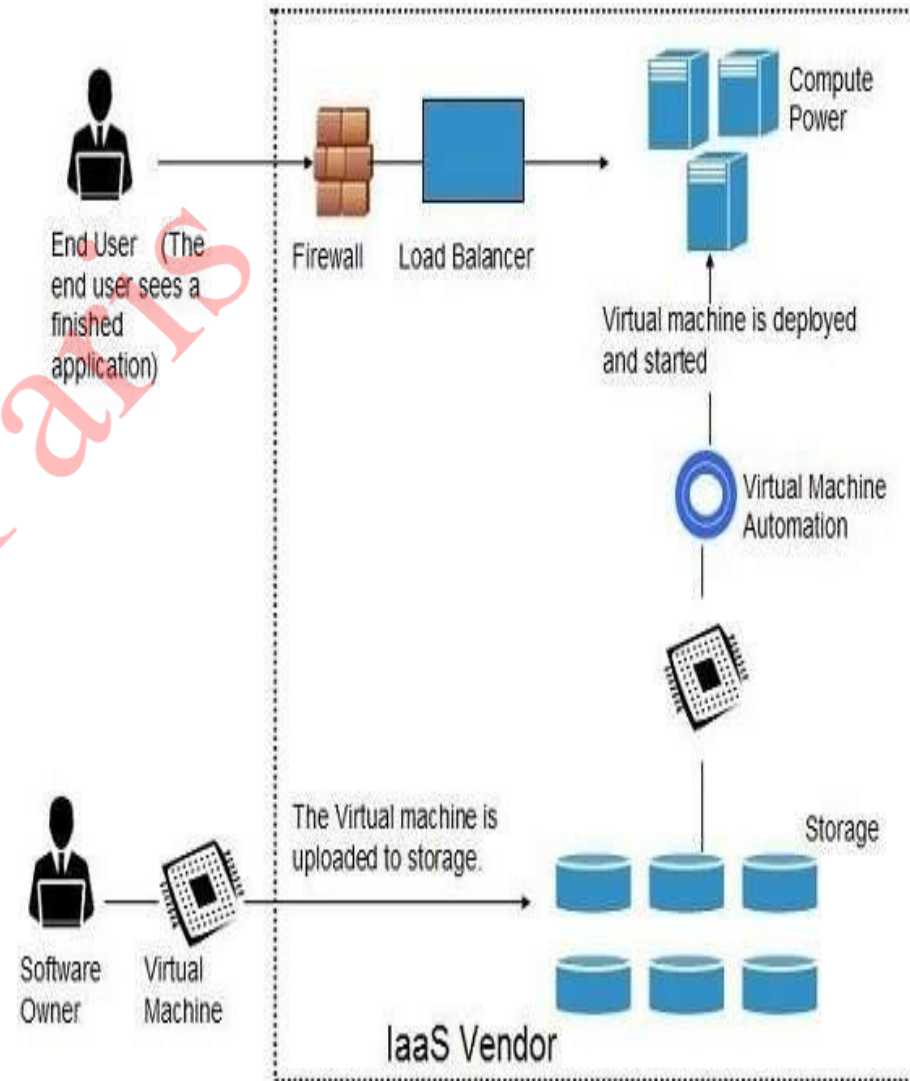 Compute
Power
End User (The
end user sees a
finished
application)
Firewall
Load Balancer
Virtual machine is deployed
and started
Virtual Machine
Automation
The Virtual machine is
uploaded to storage.
Storage
Software
Owner
Virtual
Machine
IaaS Vendor
aris